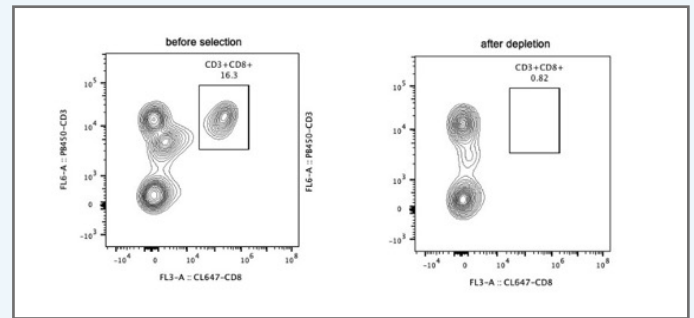 before selection
CD3+CD8+
16.3
10^5
10^4
10^3
0
-10^3
-10^4
0
10^4
10^6
10^8
FL6-A :: PB450-CD3
FL3-A :: CL647-CD8
after depletion
CD3+CD8+
0.82
10^5
10^4
10^3
0
-10^3
-10^4
0
10^4
10^6
10^8
FL6-A :: PB450-CD3
FL3-A :: CL647-CD8